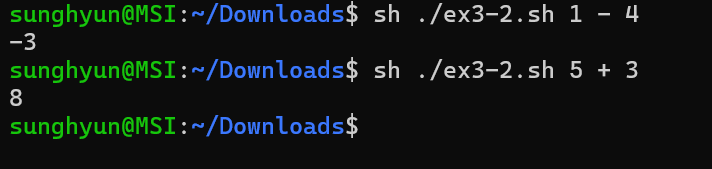 sunghyun@MSI:~/Downloads$ sh ./ex3-2.sh 1 - 4
-3
sunghyun@MSI:~/Downloads$ sh ./ex3-2.sh 5 + 3
8
sunghyun@MSI:~/Downloads$